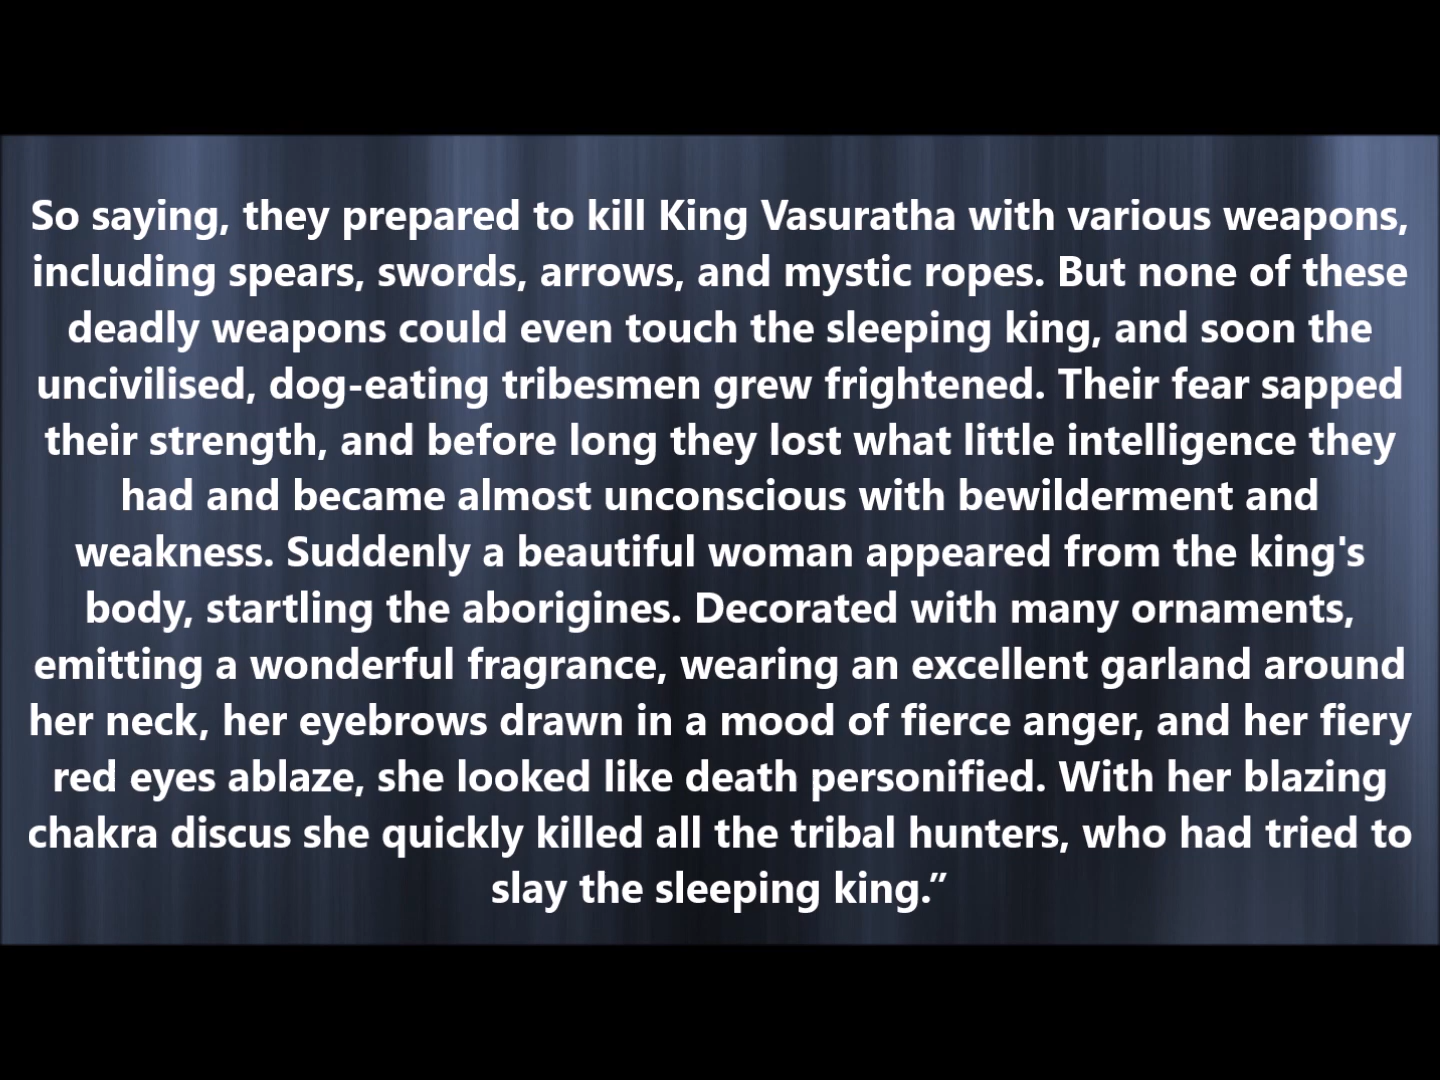 So saying, they prepared to kill King Vasuratha with various weapons,
including spears, swords, arrows, and mystic ropes. But none of these
deadly weapons could even touch the sleeping king, and soon the
uncivilised, dog-eating tribesmen grew frightened. Their fear sapped
their strength, and before long they lost what little intelligence they
had and became almost unconscious with bewilderment and
weakness. Suddenly a beautiful woman appeared from the king's
body, startling the aborigines. Decorated with many ornaments,
emitting a wonderful fragrance, wearing an excellent garland around
her neck, her eyebrows drawn in a mood of fierce anger, and her fiery
red eyes ablaze, she looked like death personified. With her blazing
chakra discus she quickly killed all the tribal hunters, who had tried to
slay the sleeping king.”